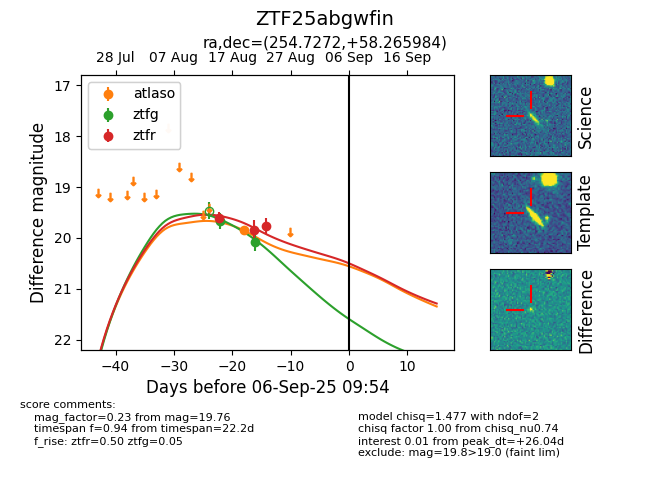 ZTF25abgwfin
ra,dec=(254.7272,+58.265984)
28 Jul 07 Aug 17 Aug 27 Aug 06 Sep 16 Sep
atlaso
ztfg
ztfr
17
18
19
20
21
22
Difference magnitude
−40 −30 −20 −10 0 10
Days before 06-Sep-25 09:54
Science
Template
Difference
score comments:
mag_factor=0.23 from mag=19.76
timespan f=0.94 from timespan=22.2d
f_rise: ztfr=0.50 ztfg=0.05
model chisq=1.477 with ndof=2
chisq factor 1.00 from chisq_nu0.74
interest 0.01 from peak_dt=+26.04d
exclude: mag=19.8>19.0 (faint lim)